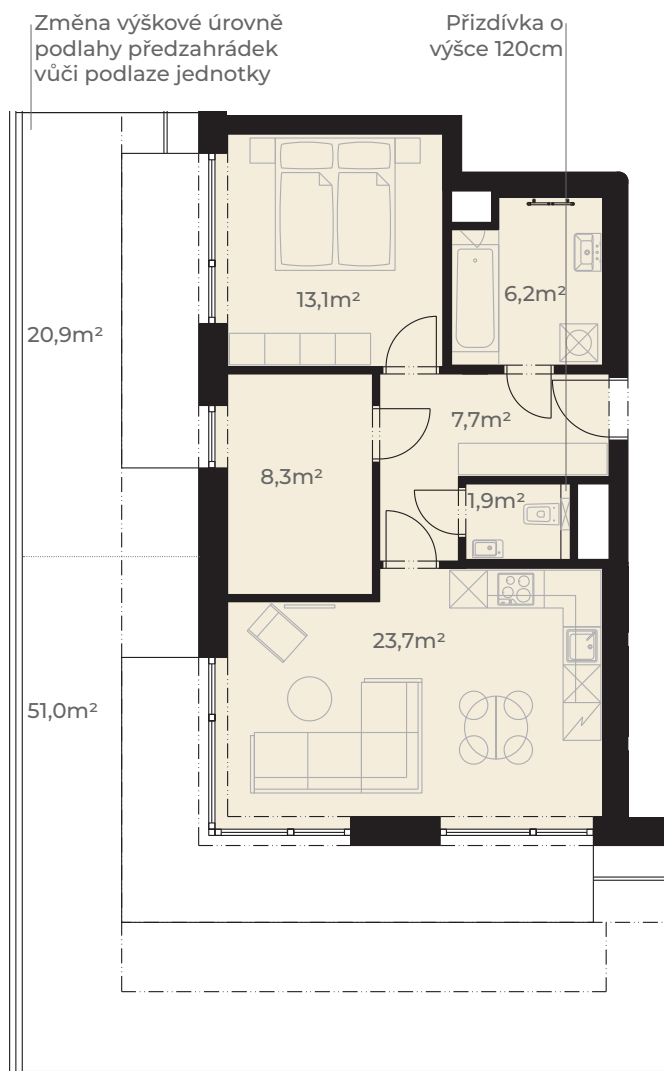 Změna výškové úrovně
podlahy předzahrádek
vůči podlaze jednotky
Přizdívka o
výšce 120cm
13,1m²
6,2m²
20,9m²
7,7m²
8,3m²
1,9m²
23,7m²
51,0m²